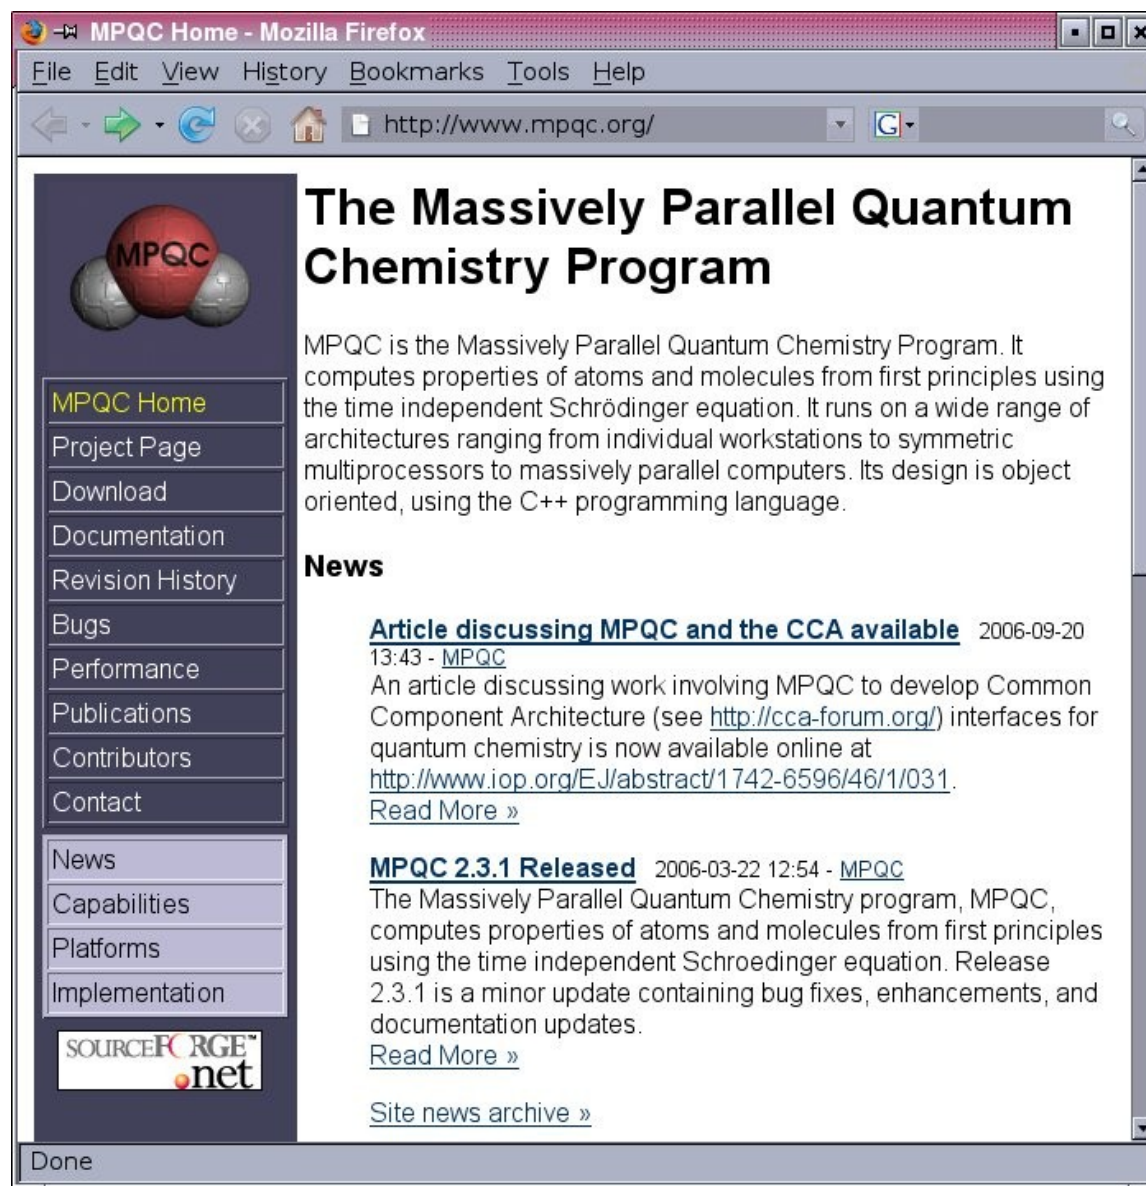 MPQC Home - Mozilla Firefox
File Edit View History Bookmarks Tools Help
http://www.mpqc.org/
G
MPQC
MPQC Home
Project Page
Download
Documentation
Revision History
Bugs
Performance
Publications
Contributors
Contact
News
Capabilities
Platforms
Implementation
SOURCEFORGE™
.net
The Massively Parallel Quantum
Chemistry Program
MPQC is the Massively Parallel Quantum Chemistry Program. It
computes properties of atoms and molecules from first principles using
the time independent Schrödinger equation. It runs on a wide range of
architectures ranging from individual workstations to symmetric
multiprocessors to massively parallel computers. Its design is object
oriented, using the C++ programming language.
News
Article discussing MPQC and the CCA available 2006-09-20
13:43 - MPQC
An article discussing work involving MPQC to develop Common
Component Architecture (see http://cca-forum.org/) interfaces for
quantum chemistry is now available online at
http://www.iop.org/EJ/abstract/1742-6596/46/1/031.
Read More »
MPQC 2.3.1 Released 2006-03-22 12:54 - MPQC
The Massively Parallel Quantum Chemistry program, MPQC,
computes properties of atoms and molecules from first principles
using the time independent Schroedinger equation. Release
2.3.1 is a minor update containing bug fixes, enhancements, and
documentation updates.
Read More »
Site news archive »
Done